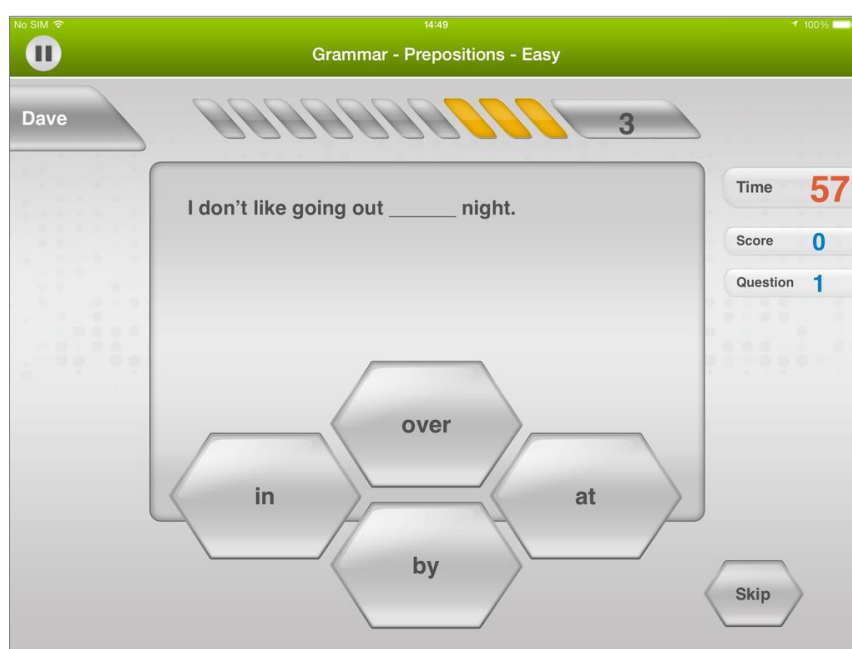 No SIM 14:49 100%
Grammar - Prepositions - Easy
Dave
3
Time 57
I don't like going out ______ night.
Score 0
Question 1
over
in
at
by
Skip